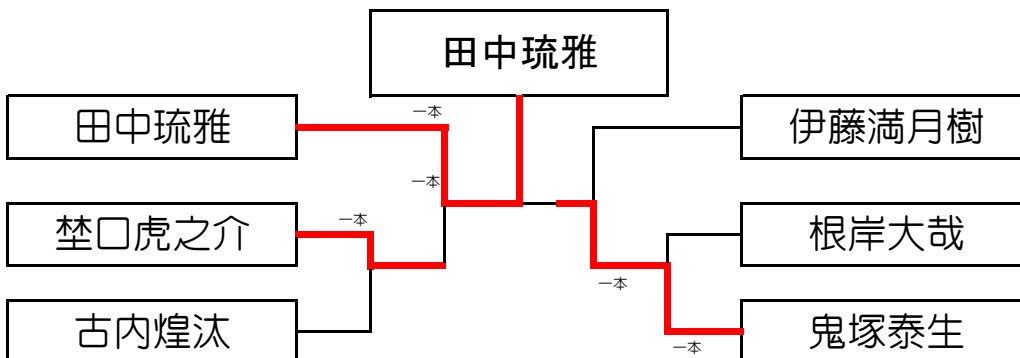 田中琉雅
一本
田中琉雅
伊藤満月樹
一本
埜口虎之介
一本
根岸大哉
一本
古内煌汰
鬼塚泰生
一本